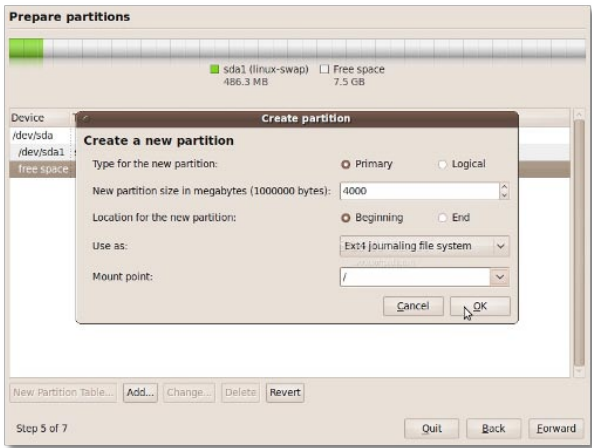 Prepare partitions
sda1 (linux-swap) Free space
486.3 MB 7.5 GB
Device
Create partition
/dev/sda
/dev/sda1
free space
Create a new partition
Type for the new partition: Primary Logical
New partition size in megabytes (1000000 bytes): 4000
Location for the new partition: Beginning End
Use as: Ext4 journaling file system
Mount point: /
Cancel OK
New Partition Table... Add... Change... Delete Revert
Step 5 of 7 Quit Back Forward